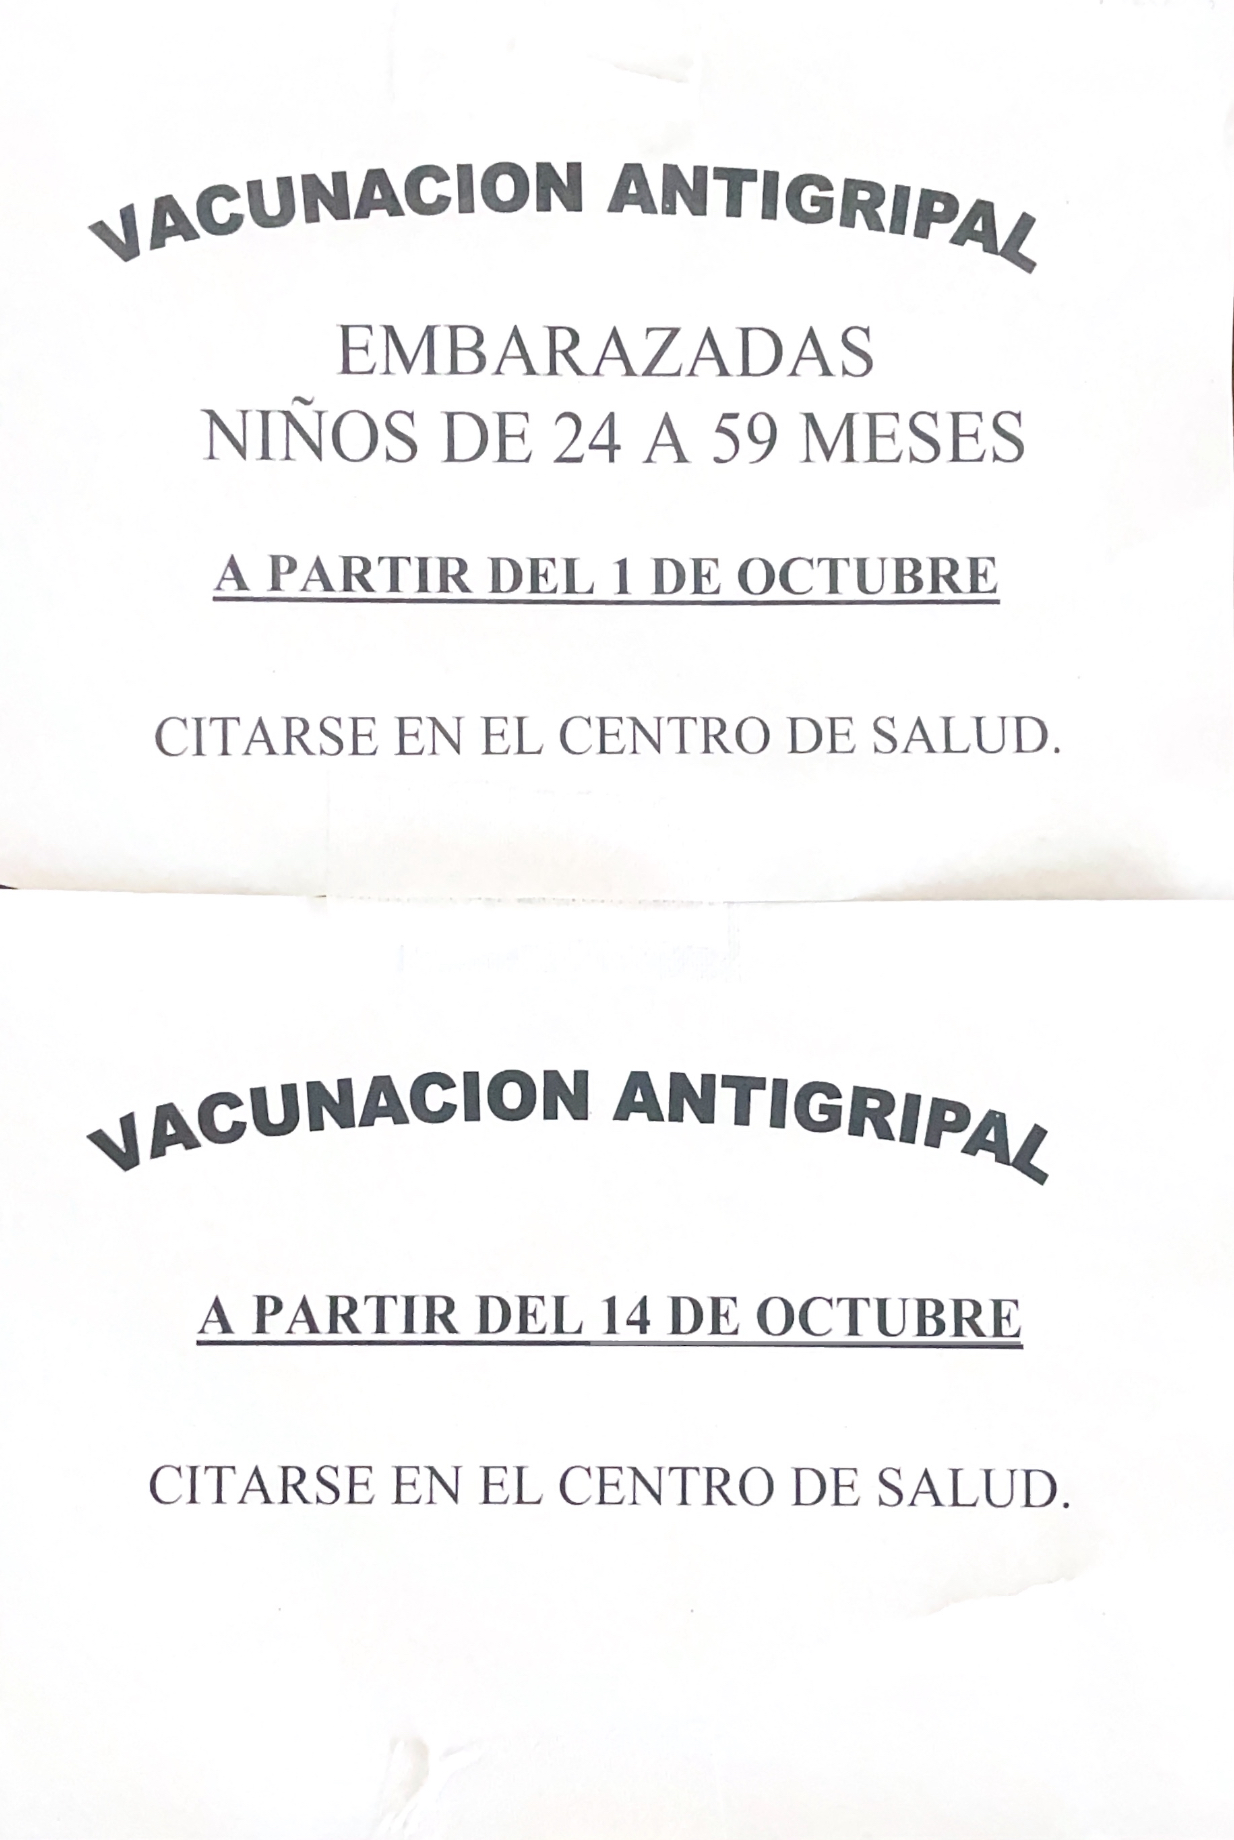 VACUNACION ANTIGRIPAL
EMBARAZADAS
NIÑOS DE 24 A 59 MESES
A PARTIR DEL 1 DE OCTUBRE
CITARSE EN EL CENTRO DE SALUD.
VACUNACION ANTIGRIPAL
A PARTIR DEL 14 DE OCTUBRE
CITARSE EN EL CENTRO DE SALUD.